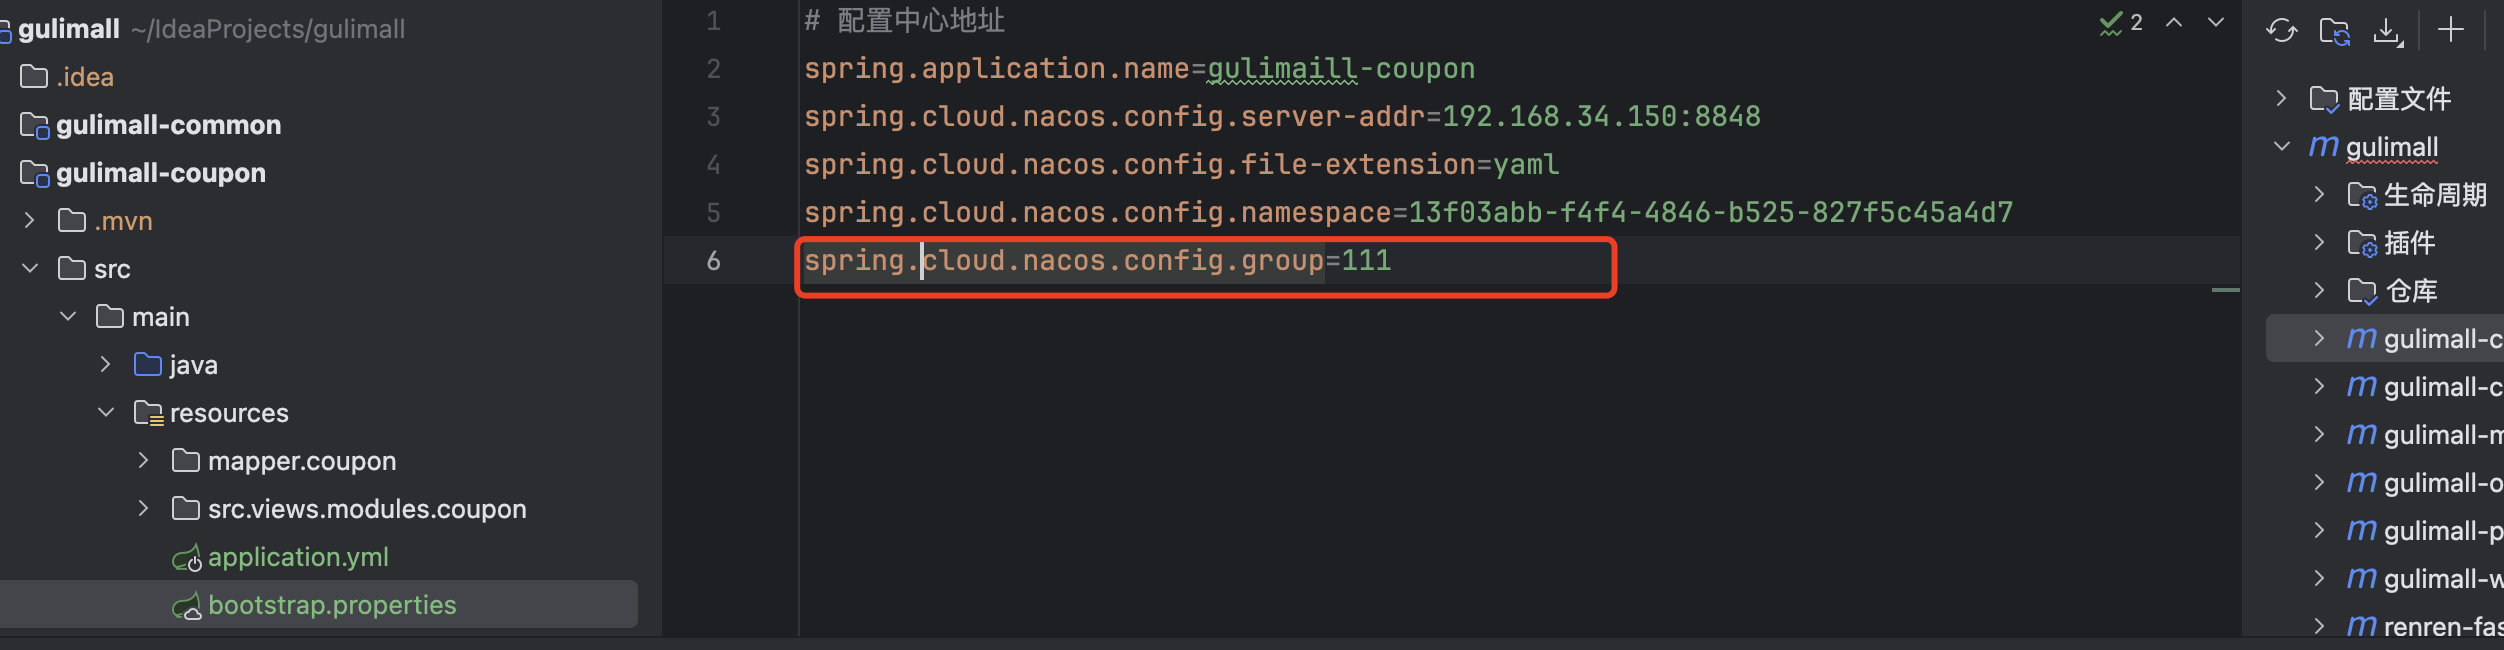 gulimall ~/IdeaProjects/gulimall
.idea
gulimall-common
gulimall-coupon
.mvn
src
main
java
resources
mapper.coupon
src.views.modules.coupon
application.yml
bootstrap.properties
1 # 配置中心地址
2 spring.application.name=gulimaill-coupon
3 spring.cloud.nacos.config.server-addr=192.168.34.150:8848
4 spring.cloud.nacos.config.file-extension=yaml
5 spring.cloud.nacos.config.namespace=13f03abb-f4f4-4846-b525-827f5c45a4d7
6 spring.cloud.nacos.config.group=111
2
配置文件
m gulimall
生命周期
插件
仓库
m gulimall-c
m gulimall-c
m gulimall-m
m gulimall-o
m gulimall-p
m gulimall-w
m renren-fas